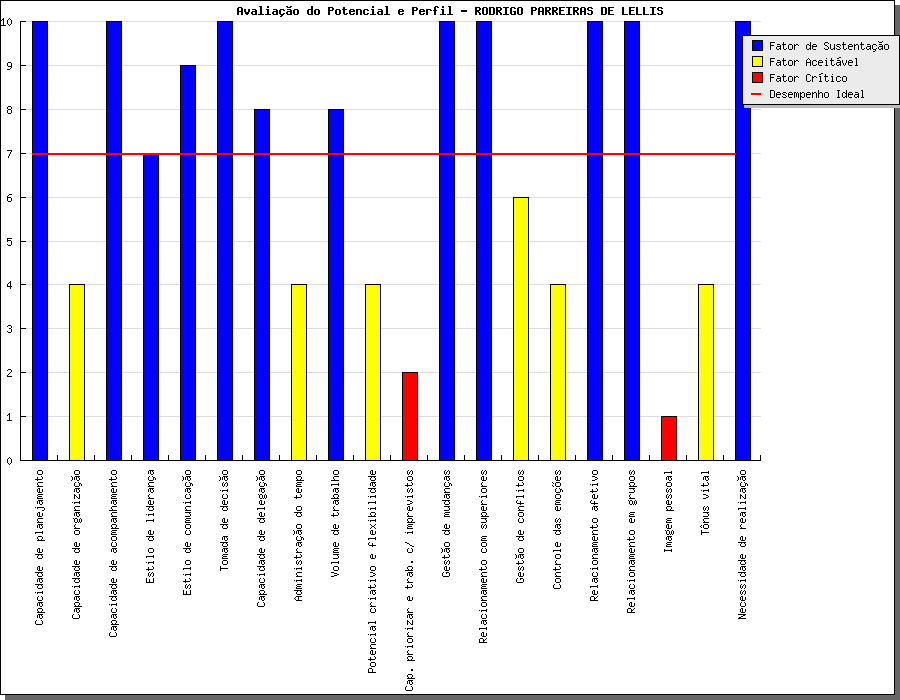 Avaliação do Potencial e Perfil - RODRIGO PARREIRAS DE LELLIS
Fator de Sustentação
Fator Aceitável
Fator Crítico
Desempenho Ideal
10
9
8
7
6
5
4
3
2
1
0
Capacidade de planejamento
Capacidade de organização
Capacidade de acompanhamento
Estilo de liderança
Estilo de comunicação
Tomada de decisão
Capacidade de delegação
Administração do tempo
Volume de trabalho
Potencial criativo e flexibilidade
Cap. priorizar e trab. c/ imprevistos
Gestão de mudanças
Relacionamento com superiores
Gestão de conflitos
Controle das emoções
Relacionamento afetivo
Relacionamento em grupos
Imagem pessoal
Tônus vital
Necessidade de realização